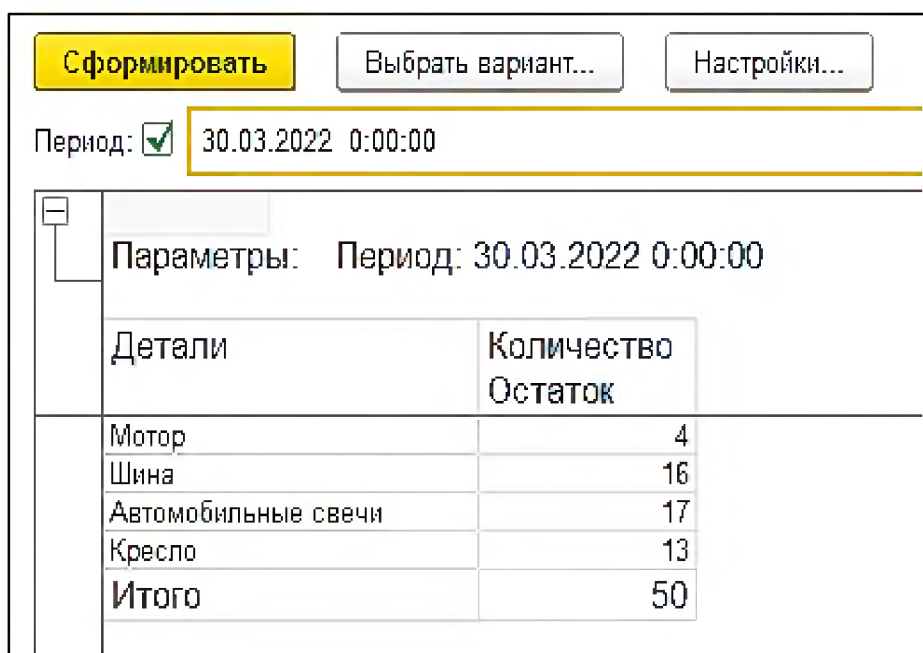 Сформировать Выбрать вариант... Настройки...
Период: 30.03.2022 0:00:00
Параметры: Период: 30.03.2022 0:00:00
Детали Количество
Остаток
Мотор 4
Шина 16
Автомобильные свечи 17
Кресло 13
Итого 50